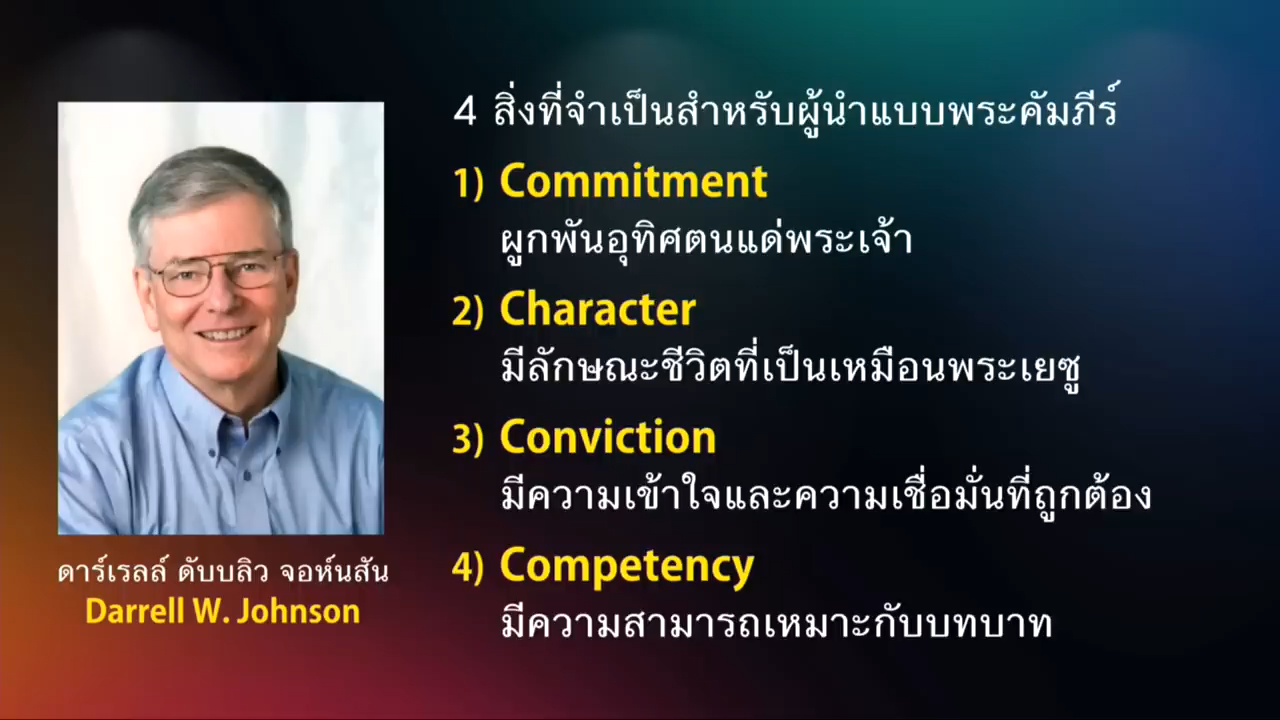 4 สิ่งที่จำเป็นสำหรับผู้นำแบบพระคัมภีร์
1) Commitment
ผูกพันอุทิศตนแด่พระเจ้า
2) Character
มีลักษณะชีวิตที่เป็นเหมือนพระเยซู
3) Conviction
มีความเข้าใจและความเชื่อมั่นที่ถูกต้อง
4) Competency
มีความสามารถเหมาะกับบทบาท
ดาร์เรลล์ ดับบลิว จอห์นสัน
Darrell W. Johnson